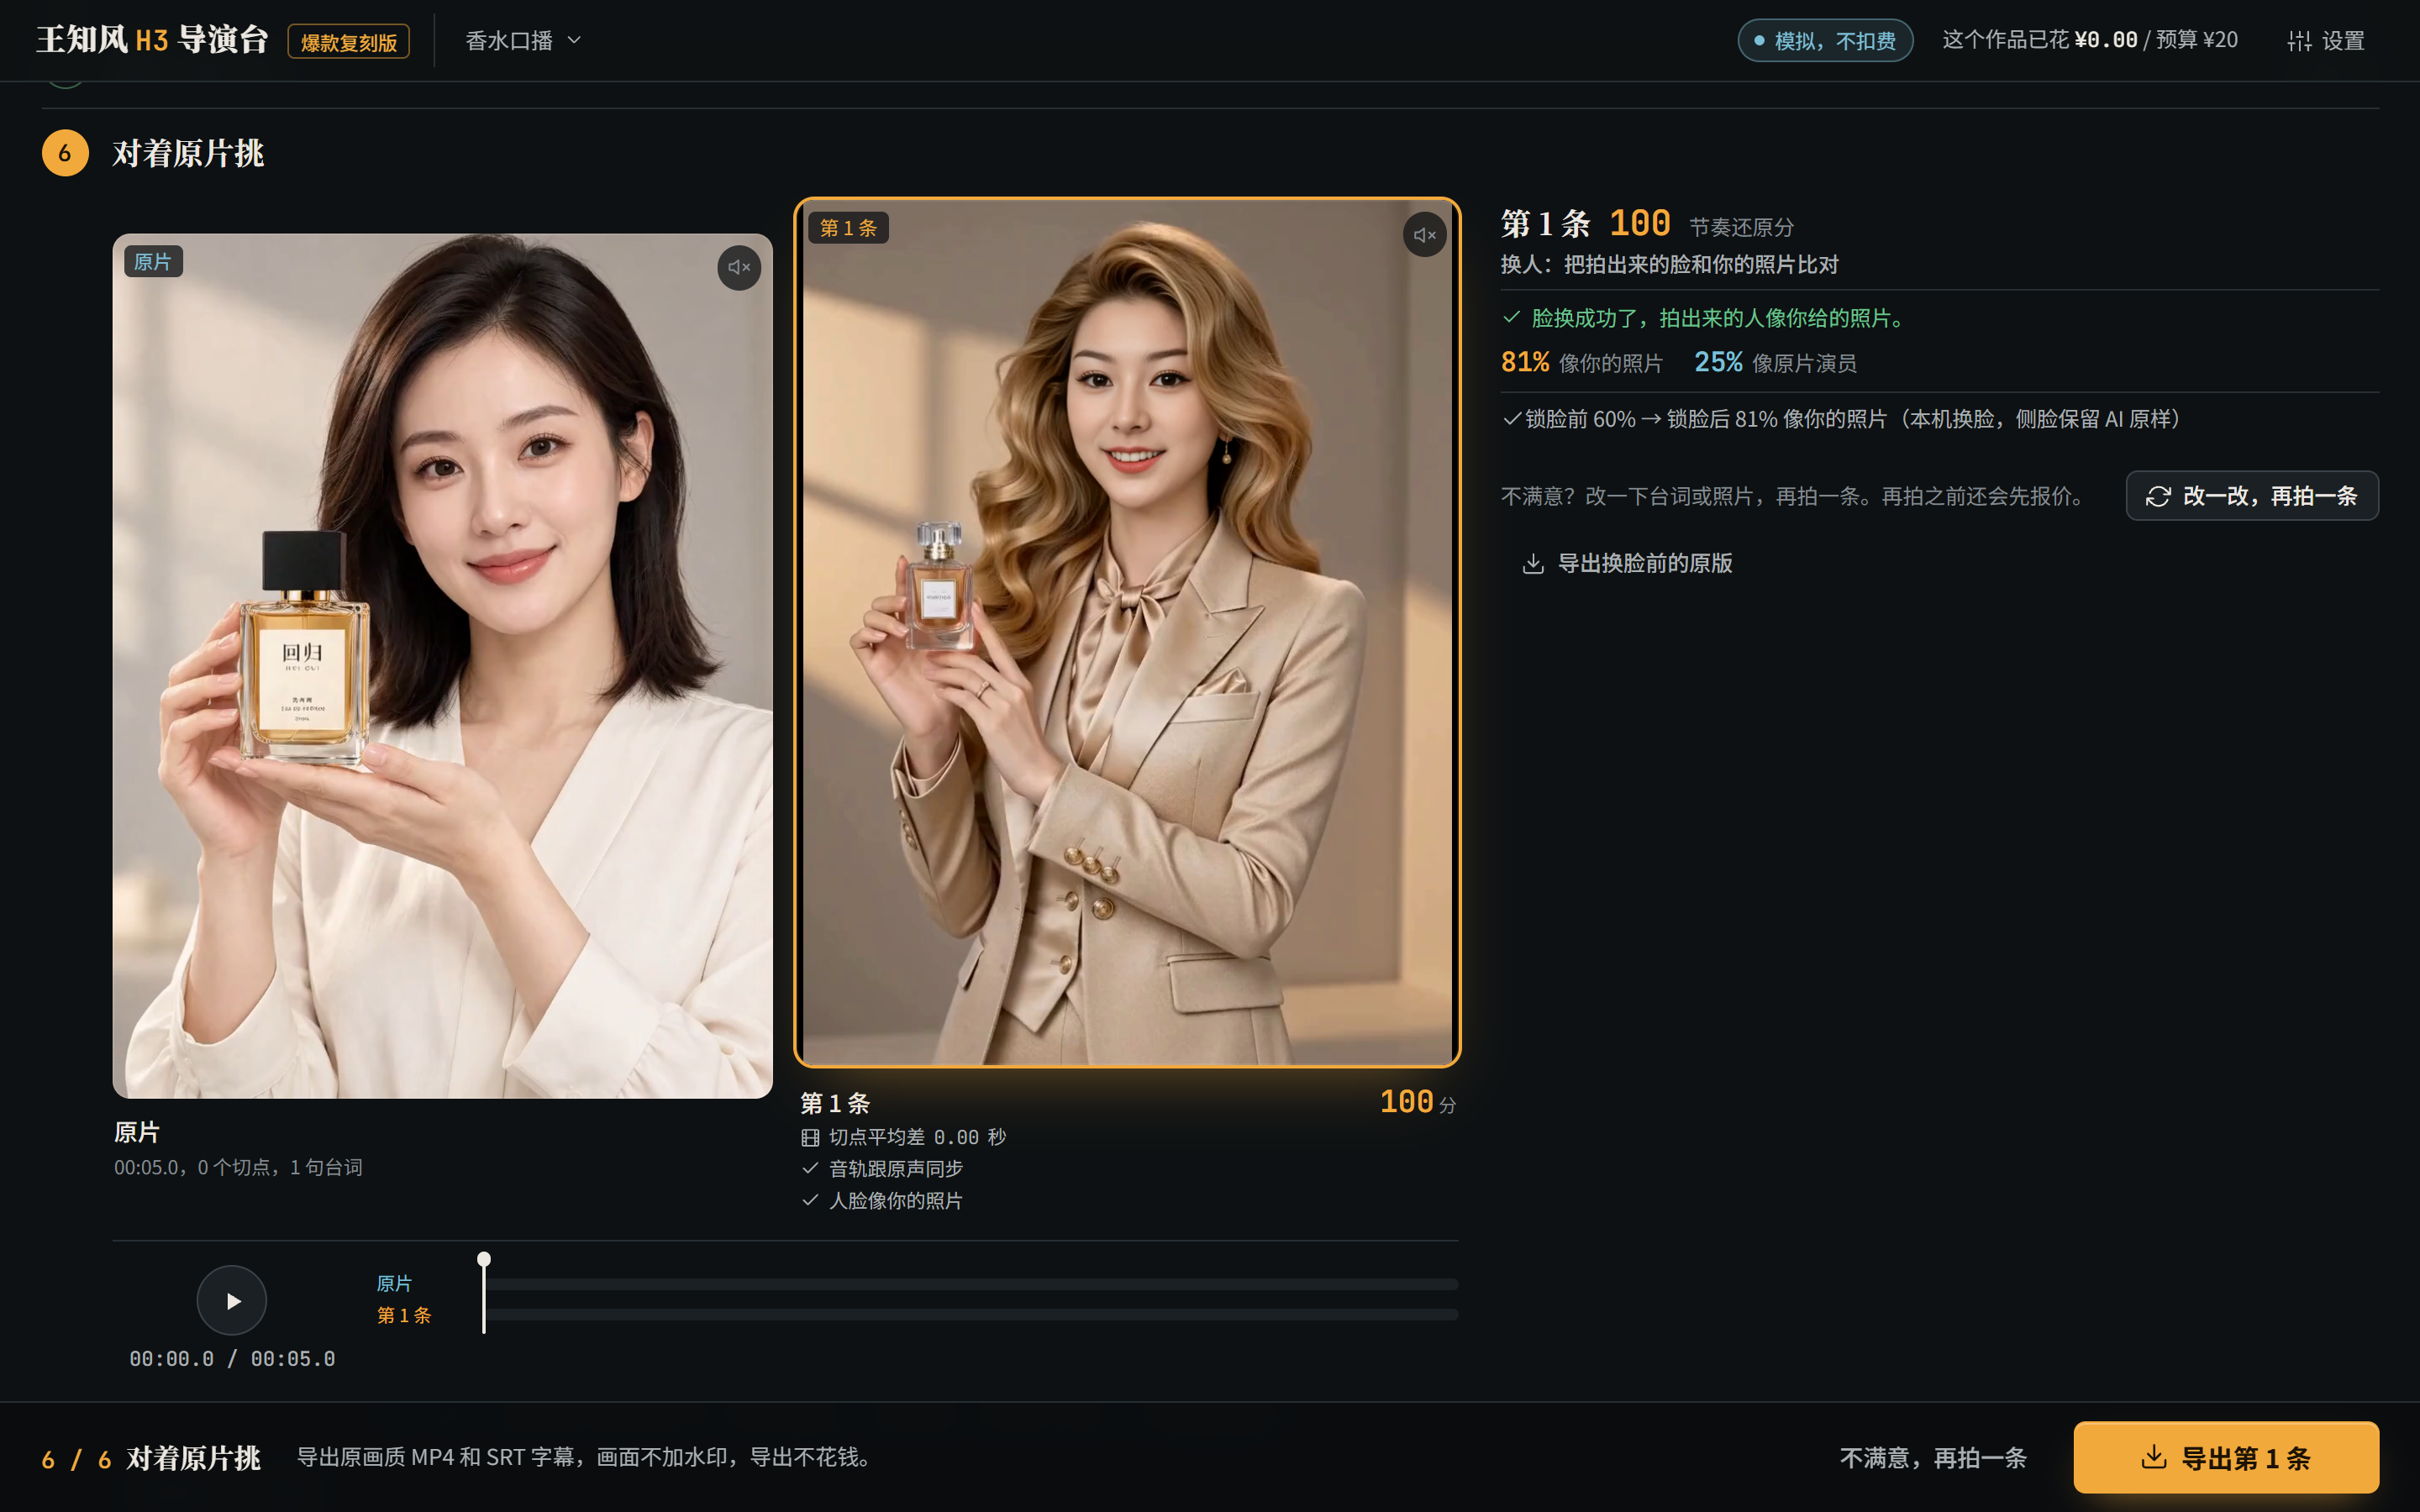 王知风 H3 导演台 爆款复刻版 香水口播 模拟，不扣费 这个作品已花 ¥0.00 / 预算 ¥20 设置
6 对着原片挑
原片
回归
第 1 条
第 1 条 100 节奏还原分
换人：把拍出来的脸和你的照片比对
脸换成功了，拍出来的人像你给的照片。
81% 像你的照片 25% 像原片演员
锁脸前 60% → 锁脸后 81% 像你的照片（本机换脸，侧脸保留 AI 原样）
不满意？改一下台词或照片，再拍一条。再拍之前还会先报价。 改一改，再拍一条
导出换脸前的原版
原片
00:05.0，0 个切点，1 句台词
第 1 条 100 分
切点平均差 0.00 秒
音轨跟原声同步
人脸像你的照片
原片
第 1 条
00:00.0 / 00:05.0
6 / 6 对着原片挑 导出原画质 MP4 和 SRT 字幕，画面不加水印，导出不花钱。 不满意，再拍一条 导出第 1 条